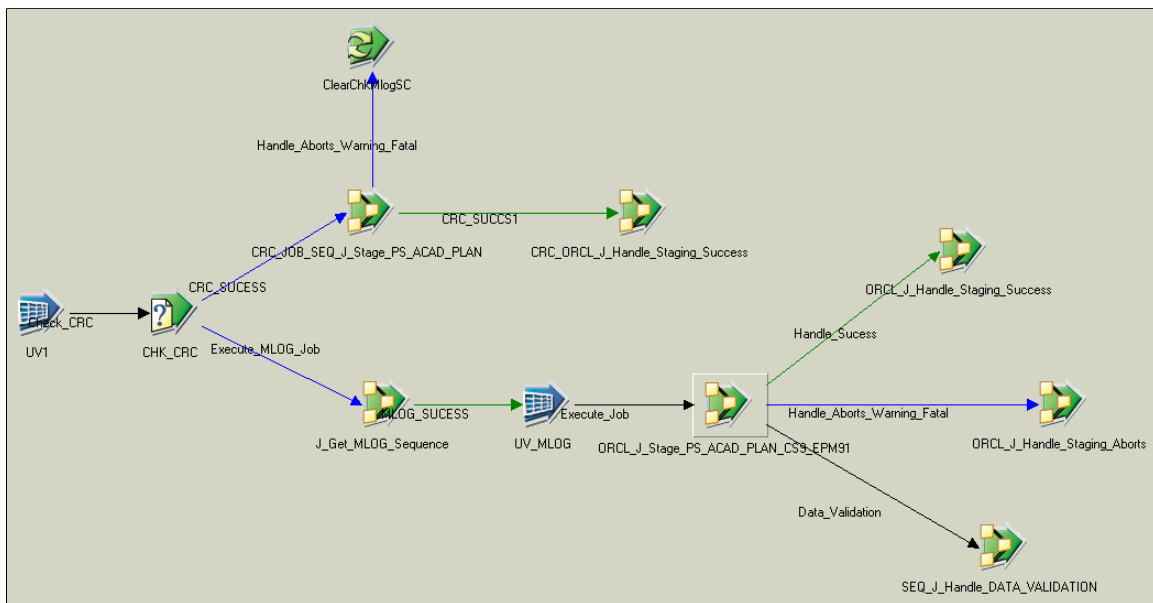 ClearChkMlogSC
Handle_Aborts_Warning_Fatal
CRC_SUCCS1
CRC_JOB_SEQ_J_Stage_PS_ACAD_PLAN
CRC_ORCL_J_Handle_Staging_Success
CRC_SUCESS
ORCL_J_Handle_Staging_Success
Check_CRC
Handle_Sucess
UV1
CHK_CRC
Execute_MLOG_Job
MLOG_SUCESS
Execute_Job
Handle_Aborts_Warning_Fatal
J_Get_MLOG_Sequence
UV_MLOG
ORCL_J_Stage_PS_ACAD_PLAN_CS9_EPM91
ORCL_J_Handle_Staging_Aborts
Data_Validation
SEQ_J_Handle_DATA_VALIDATION